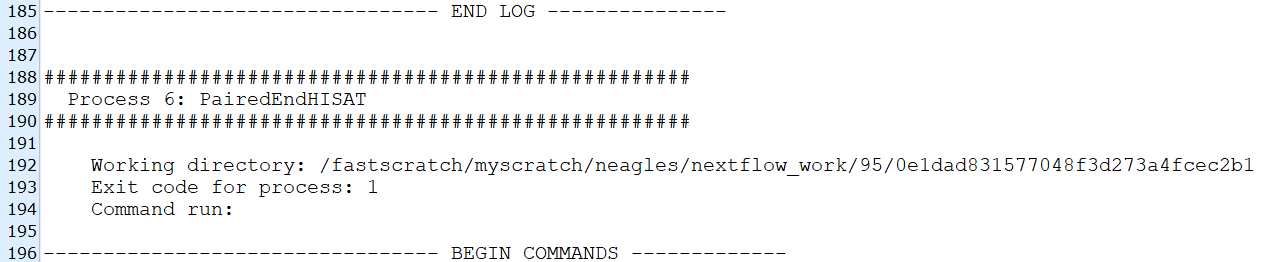 185 --------------------------------- END LOG ---------------
186
187
188 ######################################################
189   Process 6: PairedEndHISAT
190 ######################################################
191
192     Working directory: /fastscratch/myscratch/neagles/nextflow_work/95/0e1dad831577048f3d273a4fcec2b1
193     Exit code for process: 1
194     Command run:
195
196 --------------------------------- BEGIN COMMANDS -------------